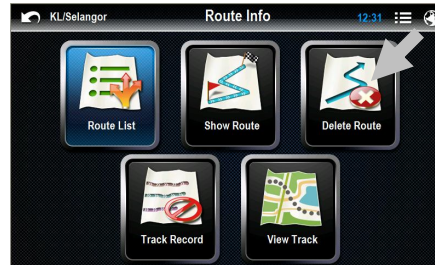 KL/Selangor Route Info 12:31
Route List Show Route Delete Route
Track Record View Track